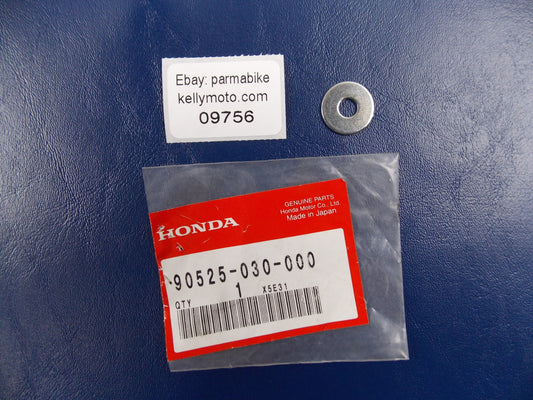 Ebay: parmabike
kellymoto.com
09756
HONDA
GENUINE PARTS
Honda Motor Co., Ltd.
Made in Japan
90525-030-000
QTY 1 X5E31